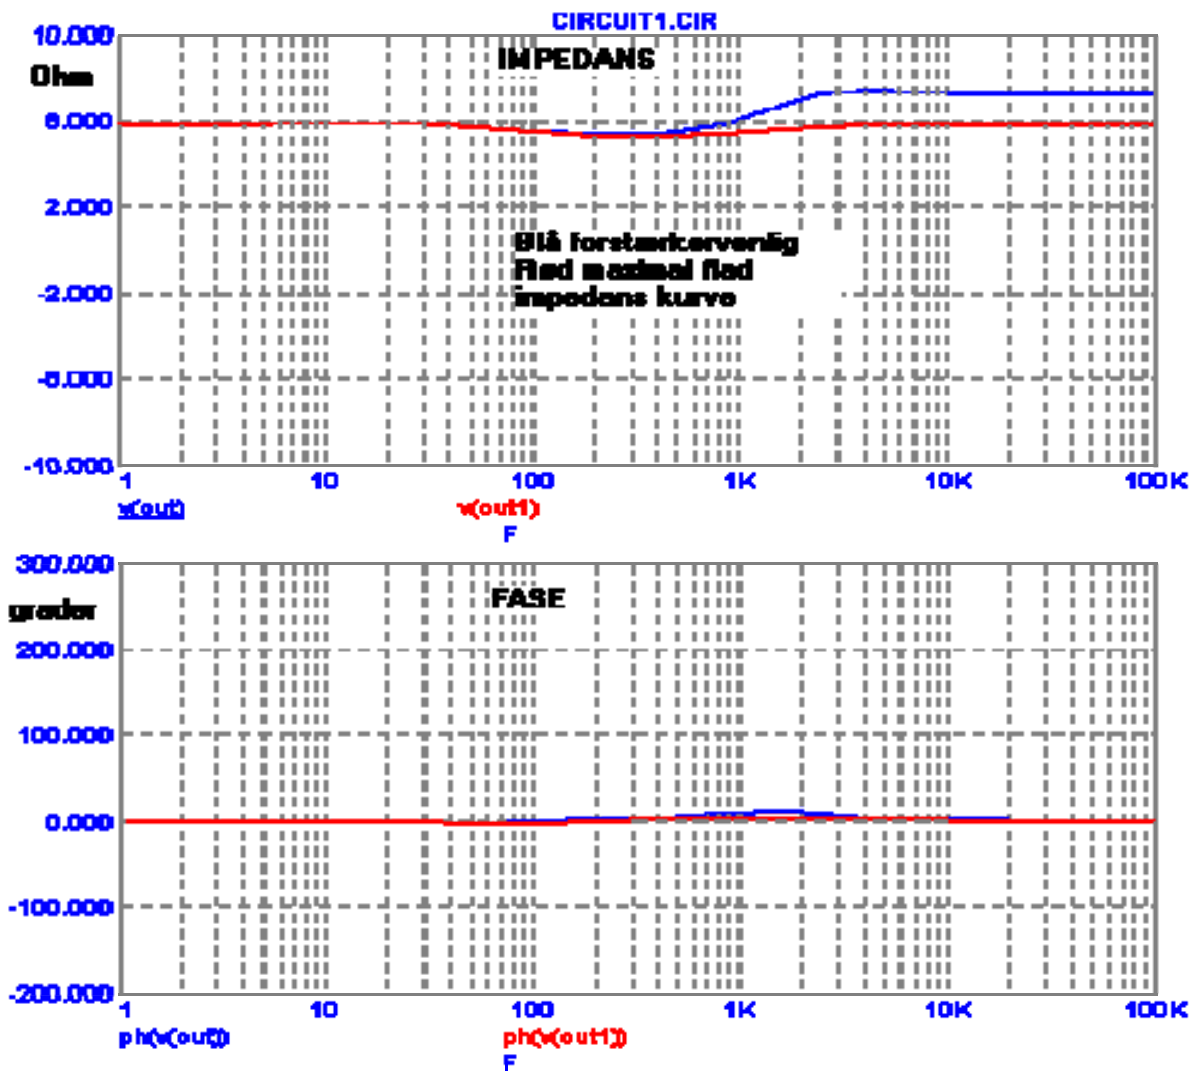 CIRCUIT1.CIR
10.000
IMPEDANS
Ohm
6.000
2.000
Blå forstærkervenlig
Rød maximal flad
-2.000
impedans kurve
-6.000
-10.000
1 10 100 1K 10K 100K
v(out) v(out1)
F
300.000
FASE
grader
200.000
100.000
0.000
-100.000
-200.000
1 10 100 1K 10K 100K
ph(v(out)) ph(v(out1))
F